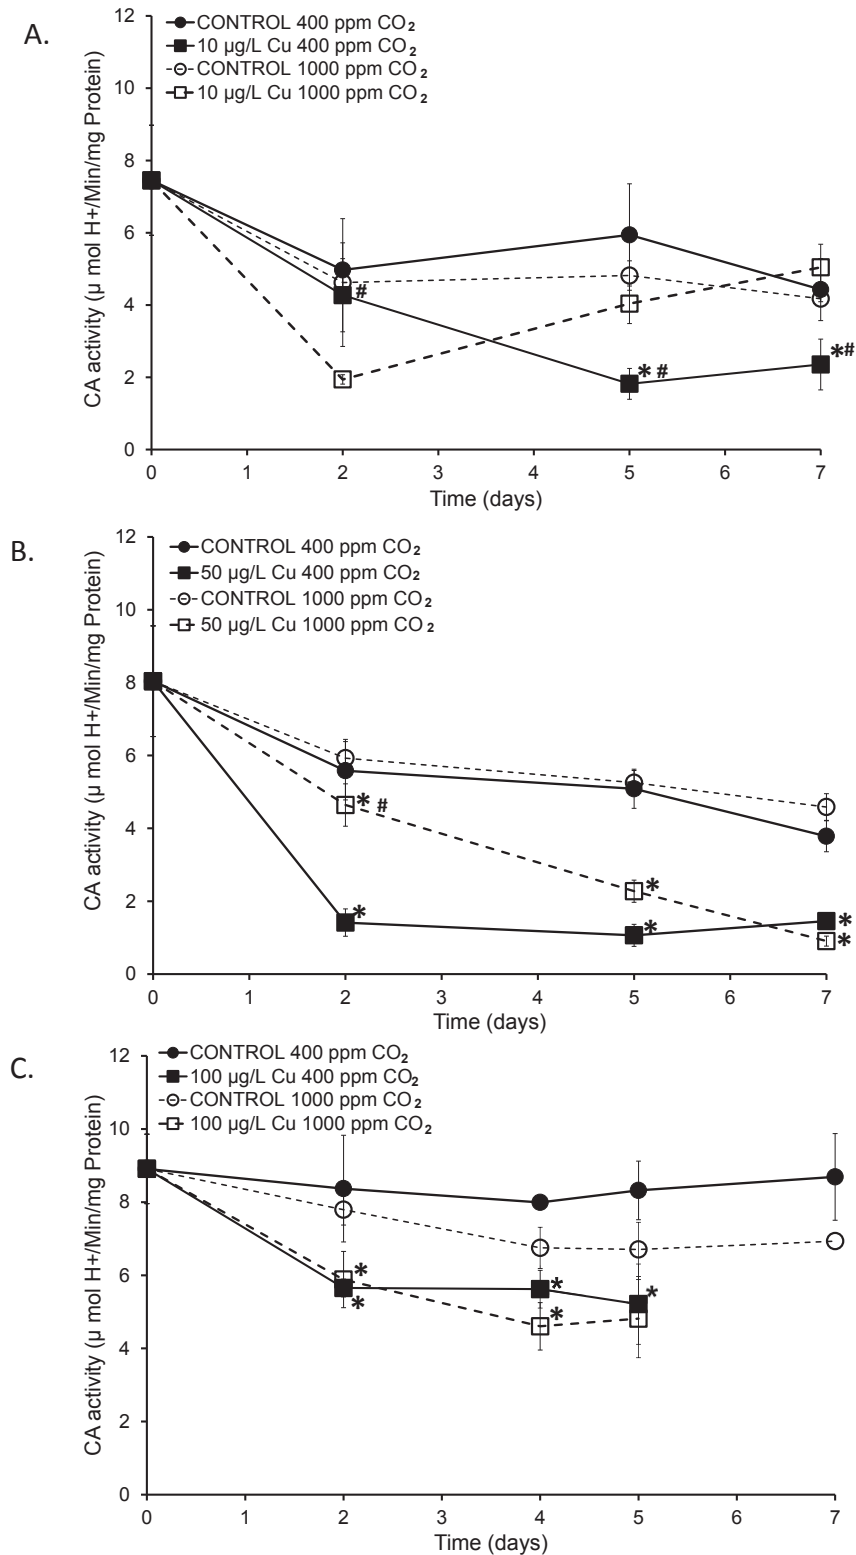 A.
CONTROL 400 ppm CO2
10 µg/L Cu 400 ppm CO2
CONTROL 1000 ppm CO2
10 µg/L Cu 1000 ppm CO2
CA activity (µ mol H+/Min/mg Protein)
12
10
8
6
4
2
0
#
* #
*#
0 1 2 3 4 5 6 7
Time (days)
B.
CONTROL 400 ppm CO2
50 µg/L Cu 400 ppm CO2
CONTROL 1000 ppm CO2
50 µg/L Cu 1000 ppm CO2
CA activity (µ mol H+/Min/mg Protein)
12
10
8
6
4
2
0
* #
*
*
*
*
*
0 1 2 3 4 5 6 7
Time (days)
C.
CONTROL 400 ppm CO2
100 µg/L Cu 400 ppm CO2
CONTROL 1000 ppm CO2
100 µg/L Cu 1000 ppm CO2
CA activity (µ mol H+/Min/mg Protein)
12
10
8
6
4
2
0
*
*
*
*
*
0 1 2 3 4 5 6 7
Time (days)